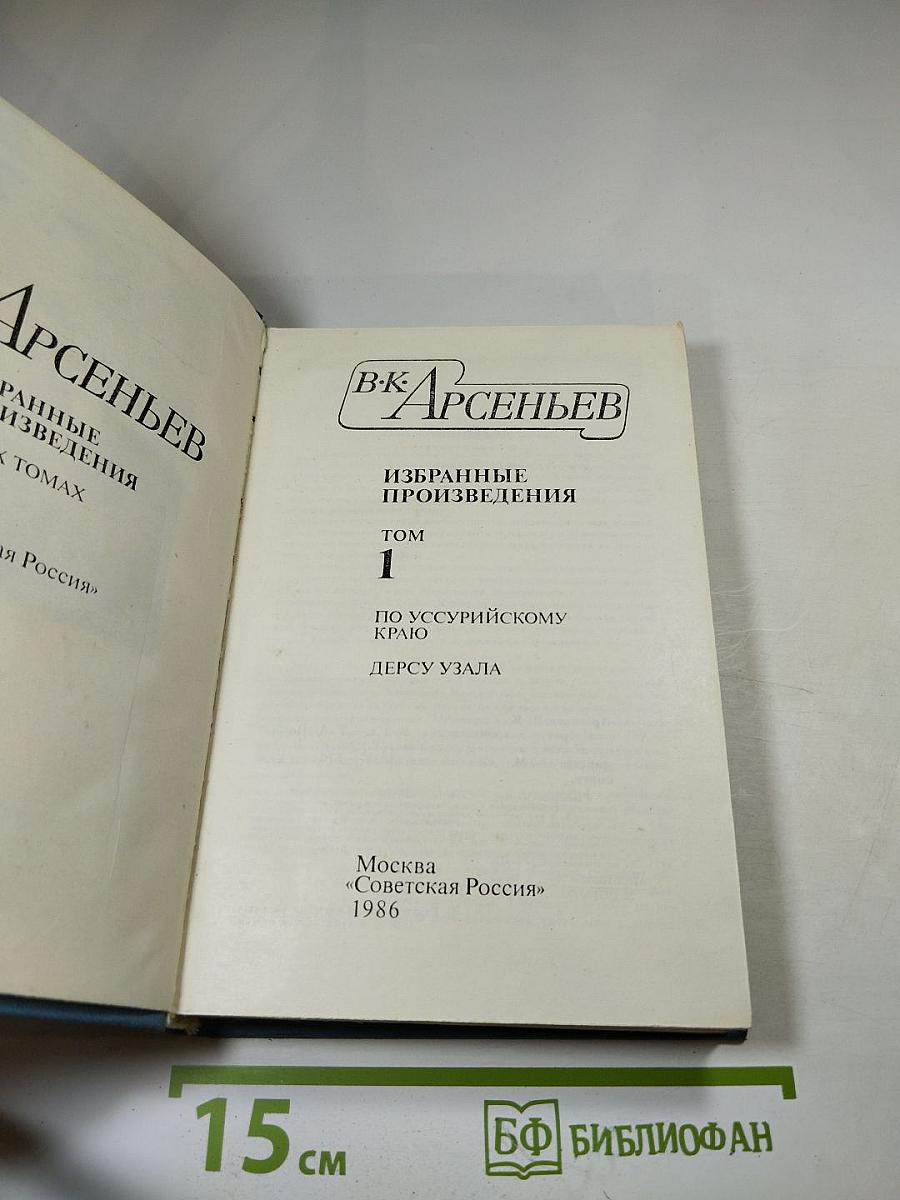 АРСЕНЬЕВ
РАННЫЕ
ИЗВЕДЕНИЯ
Х ТОМАХ
Россия»
В·К·АРСЕНЬЕВ
ИЗБРАННЫЕ
ПРОИЗВЕДЕНИЯ
ТОМ
1
ПО УССУРИЙСКОМУ
КРАЮ
ДЕРСУ УЗАЛА
Москва
«Советская Россия»
1986
15 см
БФ БИБЛИОФАН